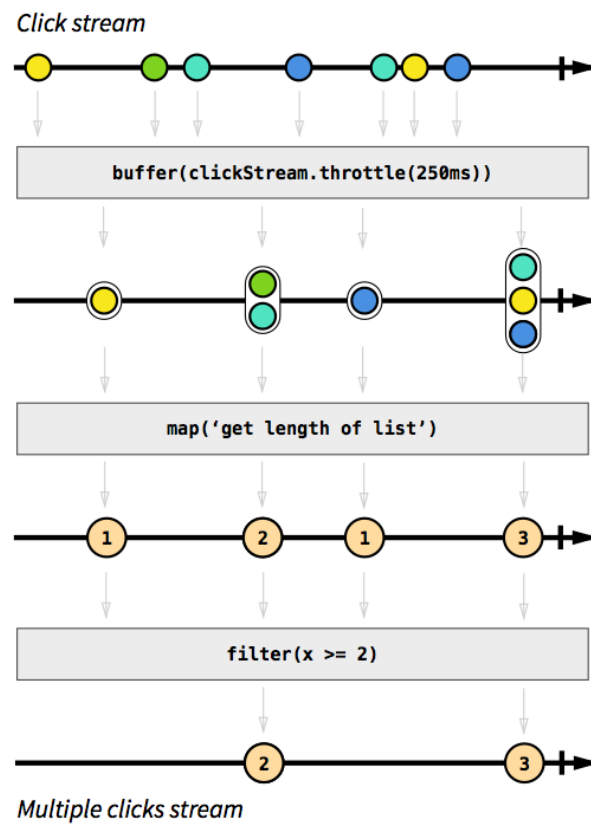 Click stream
buffer(clickStream.throttle(250ms))
map(‘get length of list’)
1 2 1 3
filter(x >= 2)
2 3
Multiple clicks stream